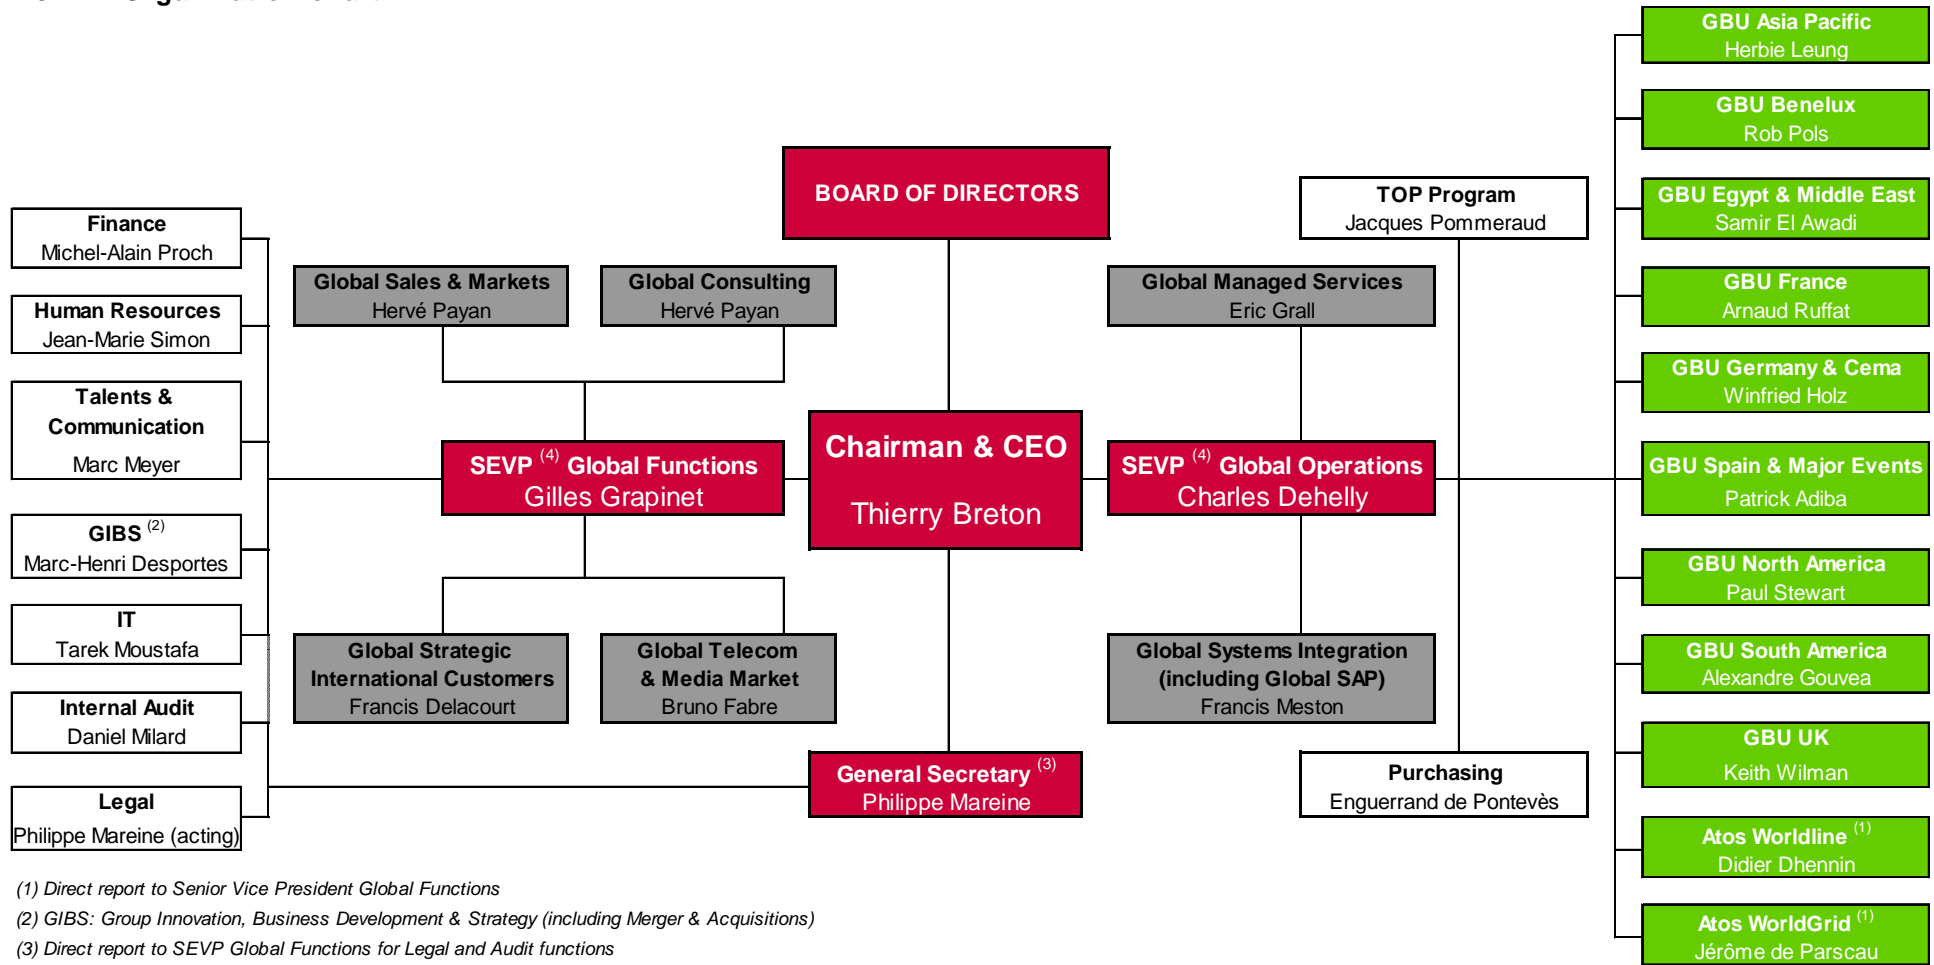 BOARD OF DIRECTORS
Finance
Michel-Alain Proch
Human Resources
Jean-Marie Simon
Talents &
Communication
Marc Meyer
GIBS (2)
Marc-Henri Desportes
IT
Tarek Moustafa
Internal Audit
Daniel Milard
Legal
Philippe Mareine (acting)
Global Sales & Markets
Hervé Payan
Global Consulting
Hervé Payan
SEVP (4) Global Functions
Gilles Grapinet
Global Strategic
International Customers
Francis Delacourt
Global Telecom
& Media Market
Bruno Fabre
Chairman & CEO
Thierry Breton
General Secretary (3)
Philippe Mareine
Global Managed Services
Eric Grall
SEVP (4) Global Operations
Charles Dehelly
Global Systems Integration
(including Global SAP)
Francis Meston
TOP Program
Jacques Pommeraud
Purchasing
Enguerrand de Pontevès
GBU Asia Pacific
Herbie Leung
GBU Benelux
Rob Pols
GBU Egypt & Middle East
Samir El Awadi
GBU France
Arnaud Ruffat
GBU Germany & Cema
Winfried Holz
GBU Spain & Major Events
Patrick Adiba
GBU North America
Paul Stewart
GBU South America
Alexandre Gouvea
GBU UK
Keith Wilman
Atos Worldline (1)
Didier Dhennin
Atos WorldGrid (1)
Jérôme de Parscau
(1) Direct report to Senior Vice President Global Functions
(2) GIBS: Group Innovation, Business Development & Strategy (including Merger & Acquisitions)
(3) Direct report to SEVP Global Functions for Legal and Audit functions